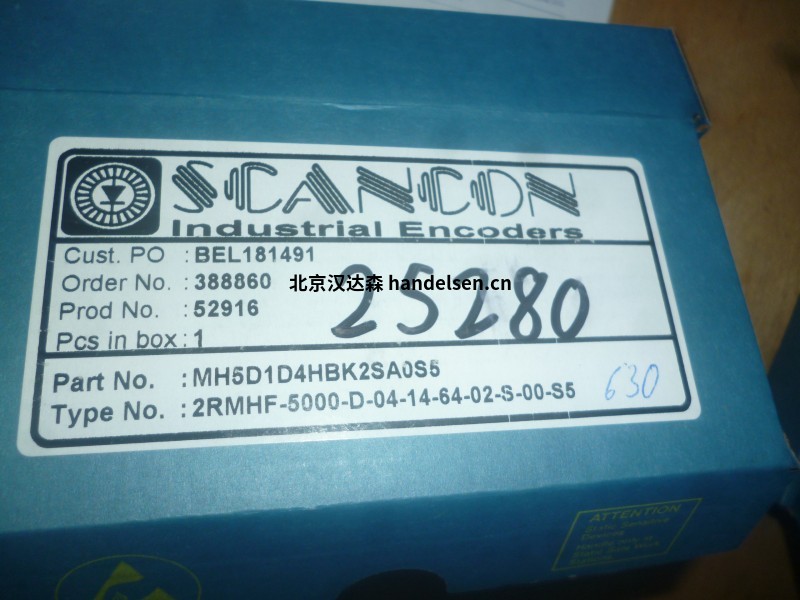 SCANCON
Industrial Encoders
Cust. PO : BEL181491
Order No. : 388860
北京汉达森 handelsen.cn
25280
Prod No. : 52916
Pcs in box : 1
Part No. : MH5D1D4HBK2SA0S5
Type No. : 2RMHF-5000-D-04-14-64-02-S-00-S5
630
ATTENTION